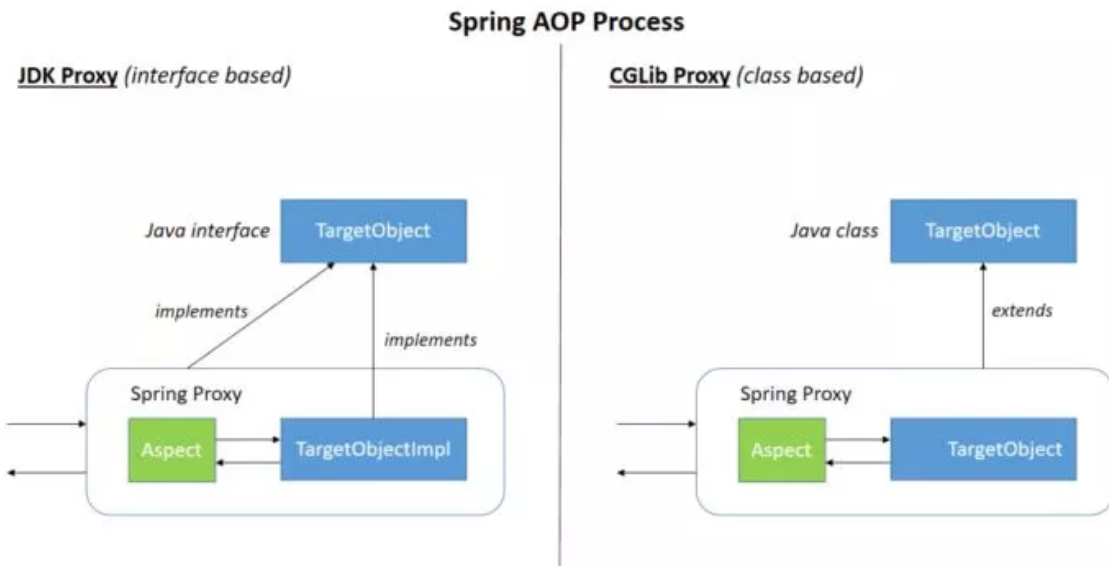 Spring AOP Process
JDK Proxy (interface based)
Java interface
TargetObject
implements
implements
Spring Proxy
Aspect
TargetObjectImpl
CGLib Proxy (class based)
Java class
TargetObject
extends
Spring Proxy
Aspect
TargetObject